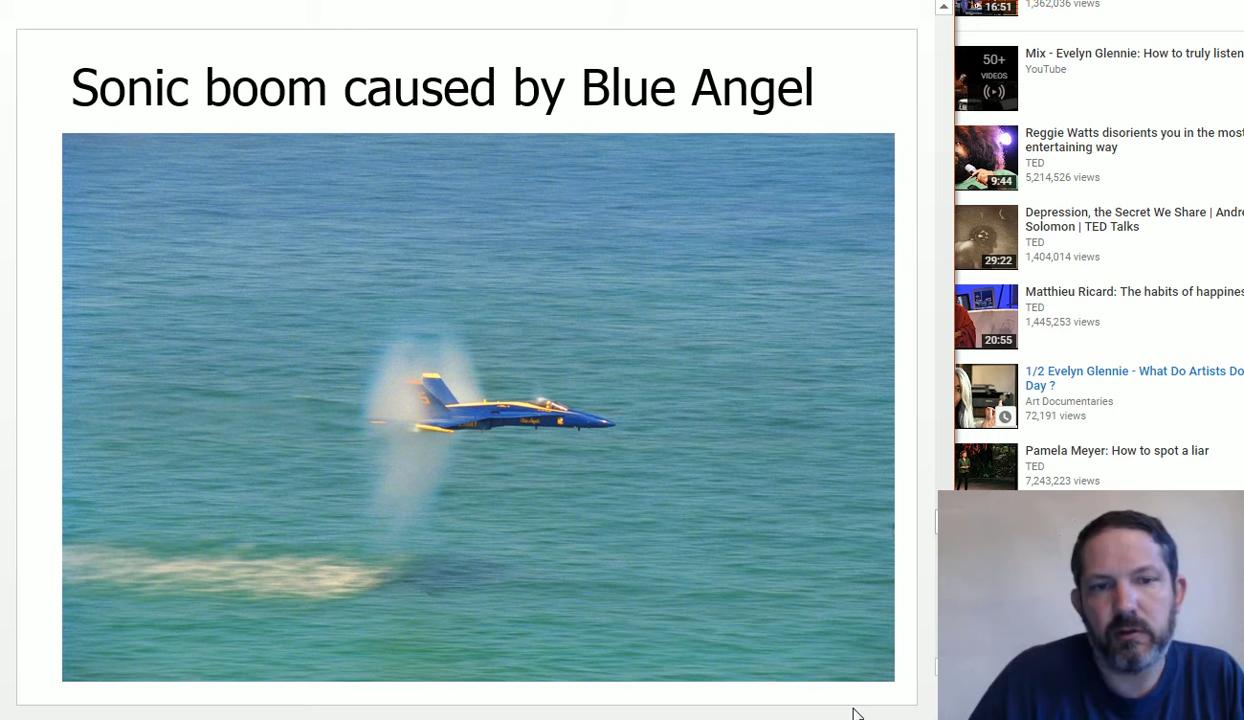 Sonic boom caused by Blue Angel
16:51
1,362,036 views
50+
VIDEOS
Mix - Evelyn Glennie: How to truly listen
YouTube
Reggie Watts disorients you in the most
entertaining way
TED
9:44
5,214,526 views
Depression, the Secret We Share | Andre
Solomon | TED Talks
TED
29:22
1,404,014 views
Matthieu Ricard: The habits of happines
TED
1,445,253 views
20:55
1/2 Evelyn Glennie - What Do Artists Do
Day ?
Art Documentaries
72,191 views
Pamela Meyer: How to spot a liar
TED
7,243,223 views